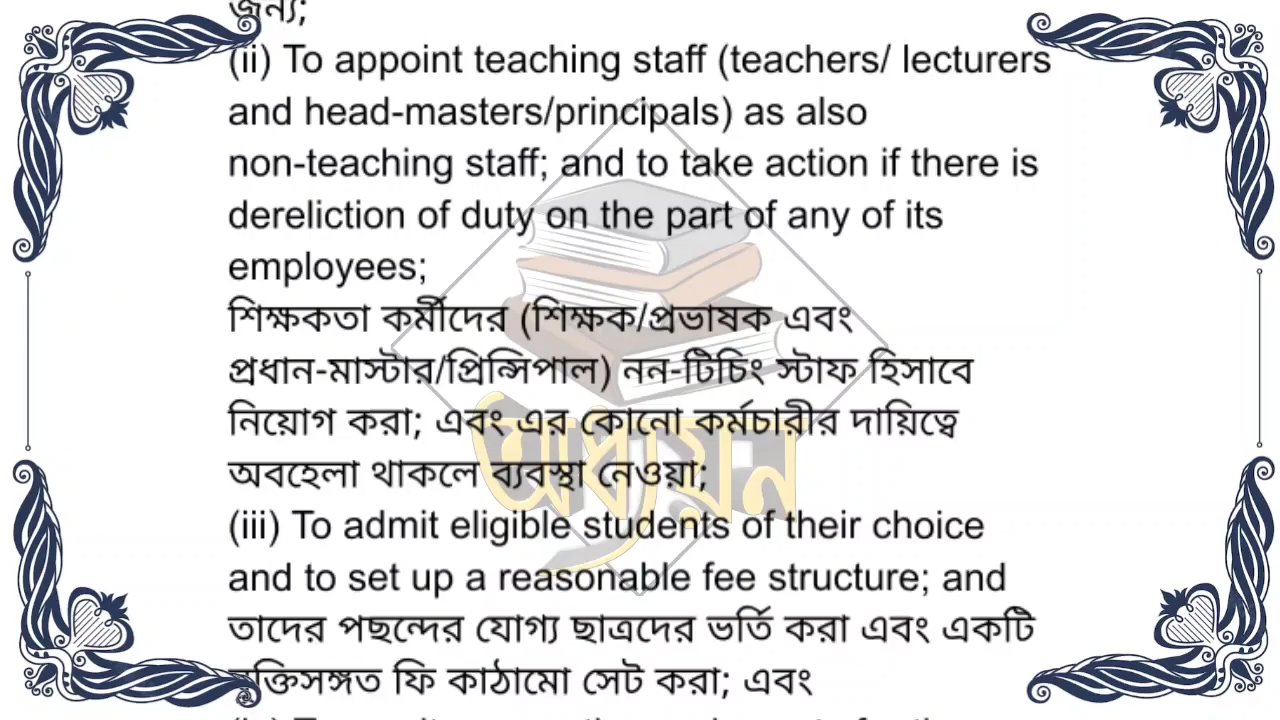 জন্য;
(ii) To appoint teaching staff (teachers/ lecturers
and head-masters/principals) as also
non-teaching staff; and to take action if there is
dereliction of duty on the part of any of its
employees;
শিক্ষকতা কর্মীদের (শিক্ষক/প্রভাষক এবং
প্রধান-মাস্টার/প্রিন্সিপাল) নন-টিচিং স্টাফ হিসাবে
নিয়োগ করা; এবং এর কোনো কর্মচারীর দায়িত্বে
অবহেলা থাকলে ব্যবস্থা নেওয়া;
অধ্যয়ন
(iii) To admit eligible students of their choice
and to set up a reasonable fee structure; and
তাদের পছন্দের যোগ্য ছাত্রদের ভর্তি করা এবং একটি
যুক্তিসঙ্গত ফি কাঠামো সেট করা; এবং